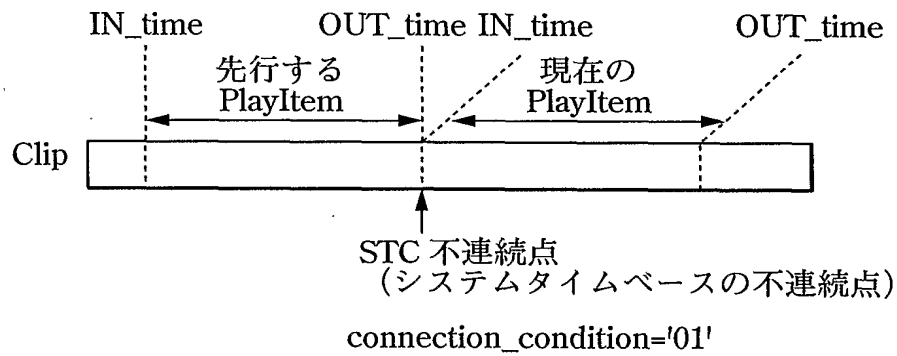 IN_time OUT_time IN_time OUT_time
先行する
PlayItem
現在の
PlayItem
Clip
STC 不連続点
（システムタイムベースの不連続点）
connection_condition='01'